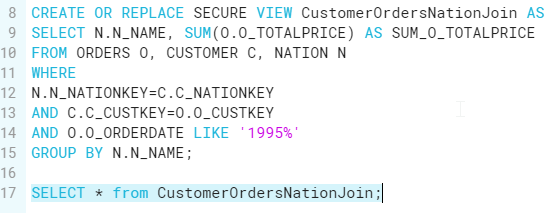 8 CREATE OR REPLACE SECURE VIEW CustomerOrdersNationJoin AS
9 SELECT N.N_NAME, SUM(O.O_TOTALPRICE) AS SUM_O_TOTALPRICE
10 FROM ORDERS O, CUSTOMER C, NATION N
11 WHERE
12 N.N_NATIONKEY=C.C_NATIONKEY
13 AND C.C_CUSTKEY=O.O_CUSTKEY
14 AND O.O_ORDERDATE LIKE '1995%'
15 GROUP BY N.N_NAME;
16
17 SELECT * from CustomerOrdersNationJoin;